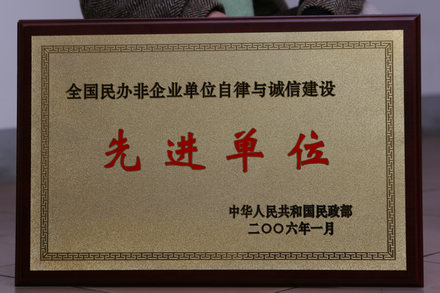 全国民办非企业单位自律与诚信建设
先进单位
中华人民共和国民政部
二〇〇六年一月